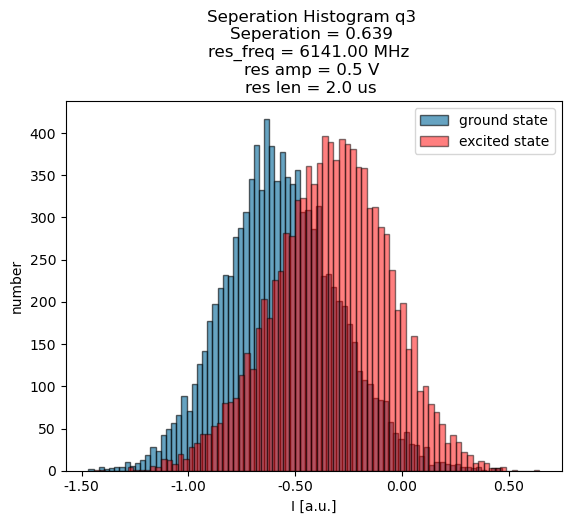 Seperation Histogram q3
Seperation = 0.639
res_freq = 6141.00 MHz
res amp = 0.5 V
res len = 2.0 us
ground state
excited state
400
350
300
250
200
150
100
50
0
number
-1.50
-1.00
-0.50
0.00
0.50
I [a.u.]